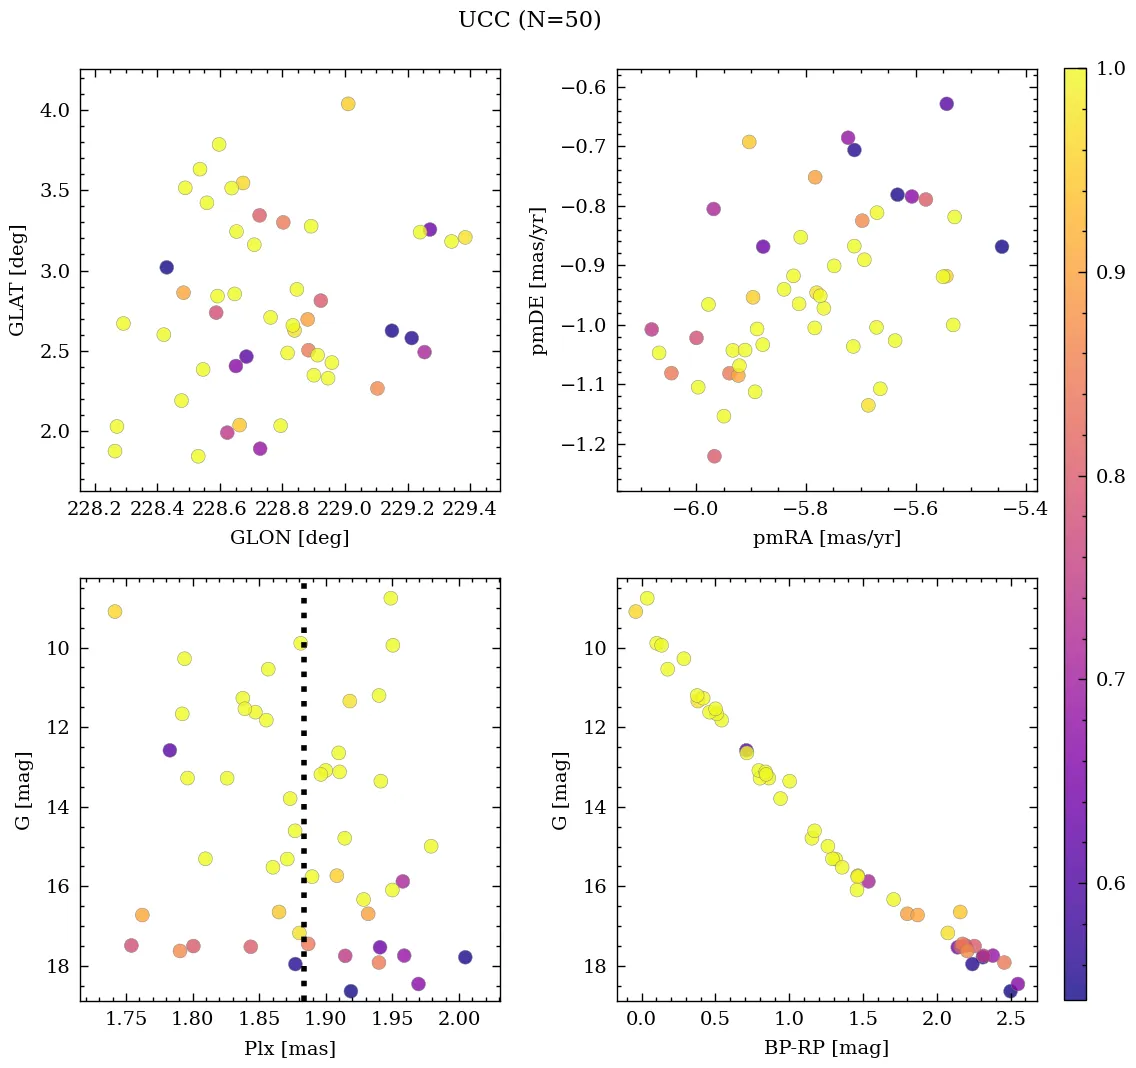 UCC (N=50)
4.0
3.5
3.0
2.5
2.0
GLAT [deg]
228.2 228.4 228.6 228.8 229.0 229.2 229.4
GLON [deg]
−0.6
−0.7
−0.8
−0.9
−1.0
−1.1
−1.2
pmDE [mas/yr]
−6.0 −5.8 −5.6 −5.4
pmRA [mas/yr]
1.0
0.9
0.8
0.7
0.6
10
12
14
16
18
G [mag]
1.75 1.80 1.85 1.90 1.95 2.00
Plx [mas]
10
12
14
16
18
G [mag]
0.0 0.5 1.0 1.5 2.0 2.5
BP-RP [mag]